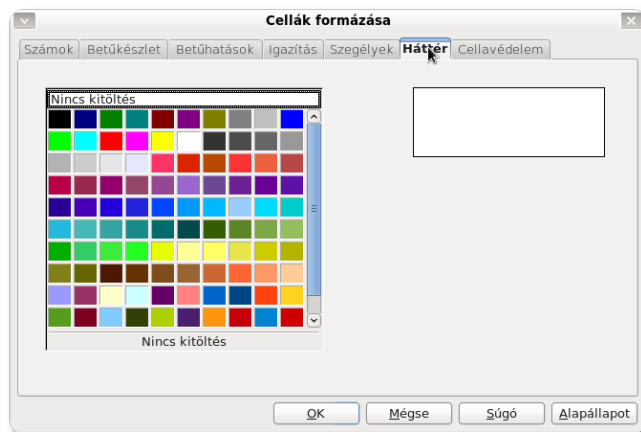 Cellák formázása
Számok Betűkészlet Betűhatások Igazítás Szegélyek Háttér Cellavédelem
Nincs kitöltés
Nincs kitöltés
OK Mégse Súgó Alapállapot